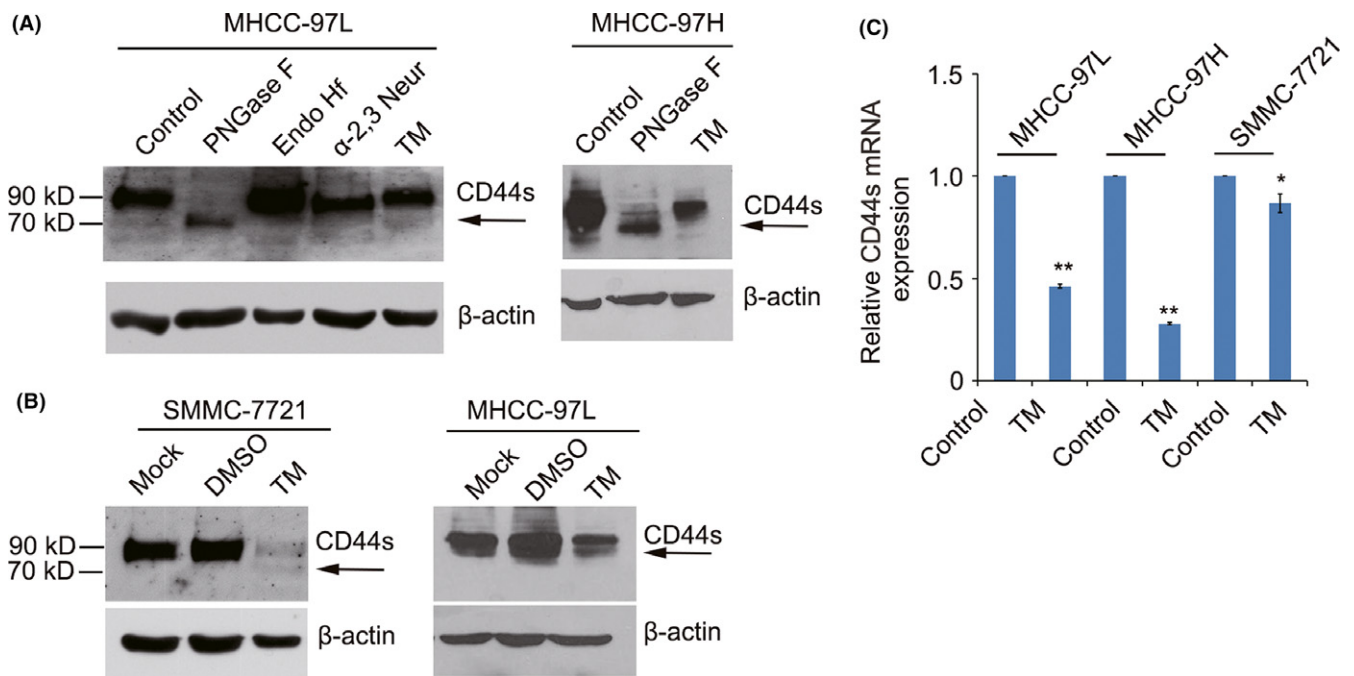 (A)
MHCC-97L
Control
PNGase F
Endo Hf
α-2,3 Neur
TM
90 kD
70 kD
CD44s
β-actin
MHCC-97H
Control
PNGase F
TM
CD44s
β-actin
(B)
SMMC-7721
Mock
DMSO
TM
90 kD
70 kD
CD44s
β-actin
MHCC-97L
Mock
DMSO
TM
CD44s
β-actin
(C)
Relative CD44s mRNA
expression
1.5
1.0
0.5
0
MHCC-97L
MHCC-97H
SMMC-7721
**
**
*
Control
TM
Control
TM
Control
TM